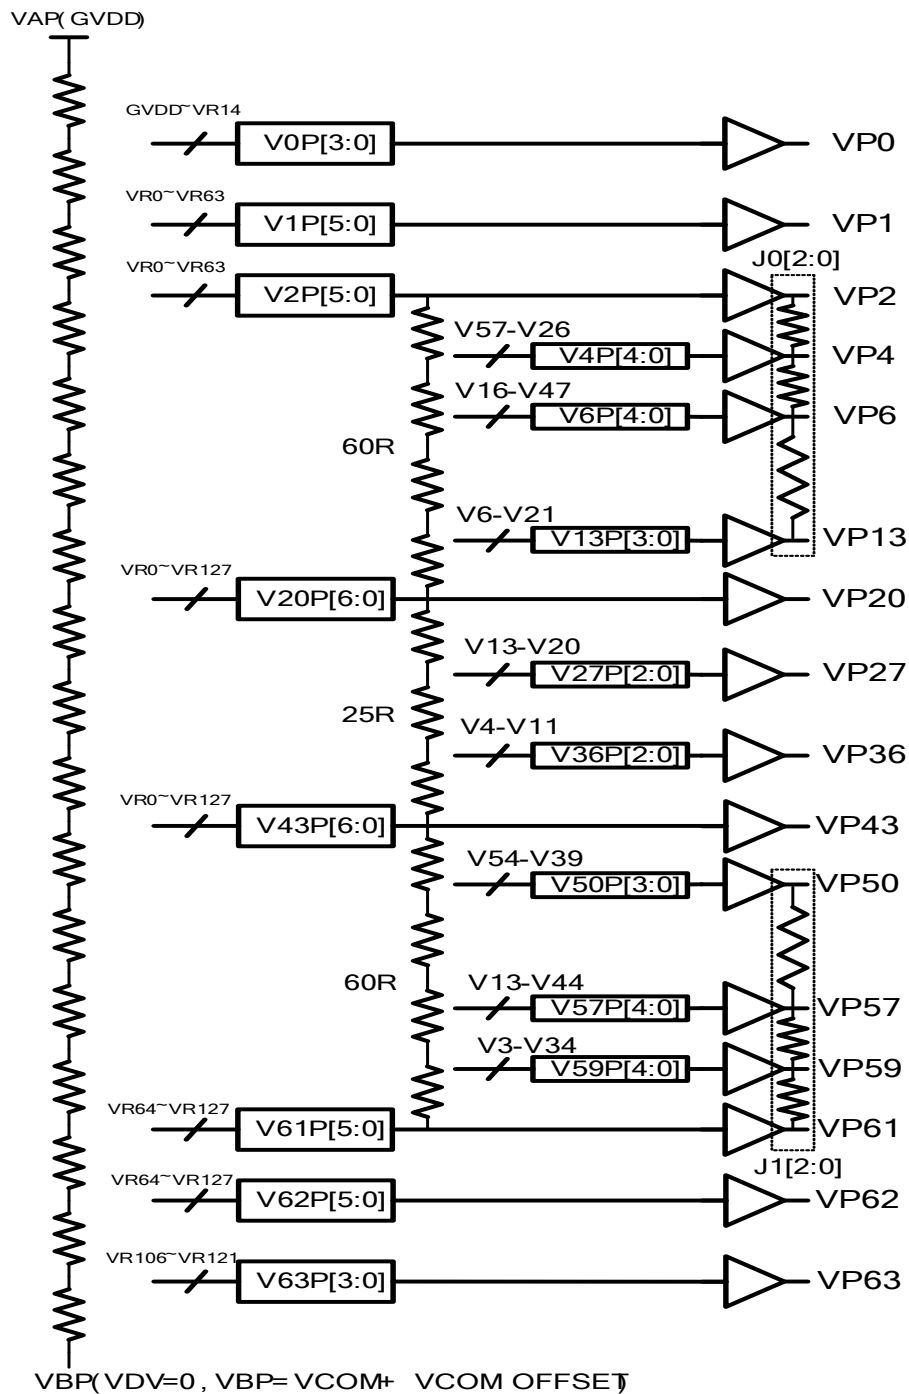 VAP( GVDD)
GVDD~VR14
V0P[3:0]
VP0
VR0~VR63
V1P[5:0]
VP1
VR0~VR63
V2P[5:0]
J0[2:0]
VP2
V57-V26
V4P[4:0]
VP4
V16-V47
V6P[4:0]
VP6
60R
V6-V21
V13P[3:0]
VP13
VR0~VR127
V20P[6:0]
VP20
V13-V20
V27P[2:0]
VP27
25R
V4-V11
V36P[2:0]
VP36
VR0~VR127
V43P[6:0]
VP43
V54-V39
V50P[3:0]
VP50
60R
V13-V44
V57P[4:0]
VP57
V3-V34
V59P[4:0]
VP59
VR64~VR127
V61P[5:0]
VP61
J1[2:0]
VR64~VR127
V62P[5:0]
VP62
VR106~VR121
V63P[3:0]
VP63
VBP( VDV=0 , VBP= VCOM+ VCOM OFFSET)